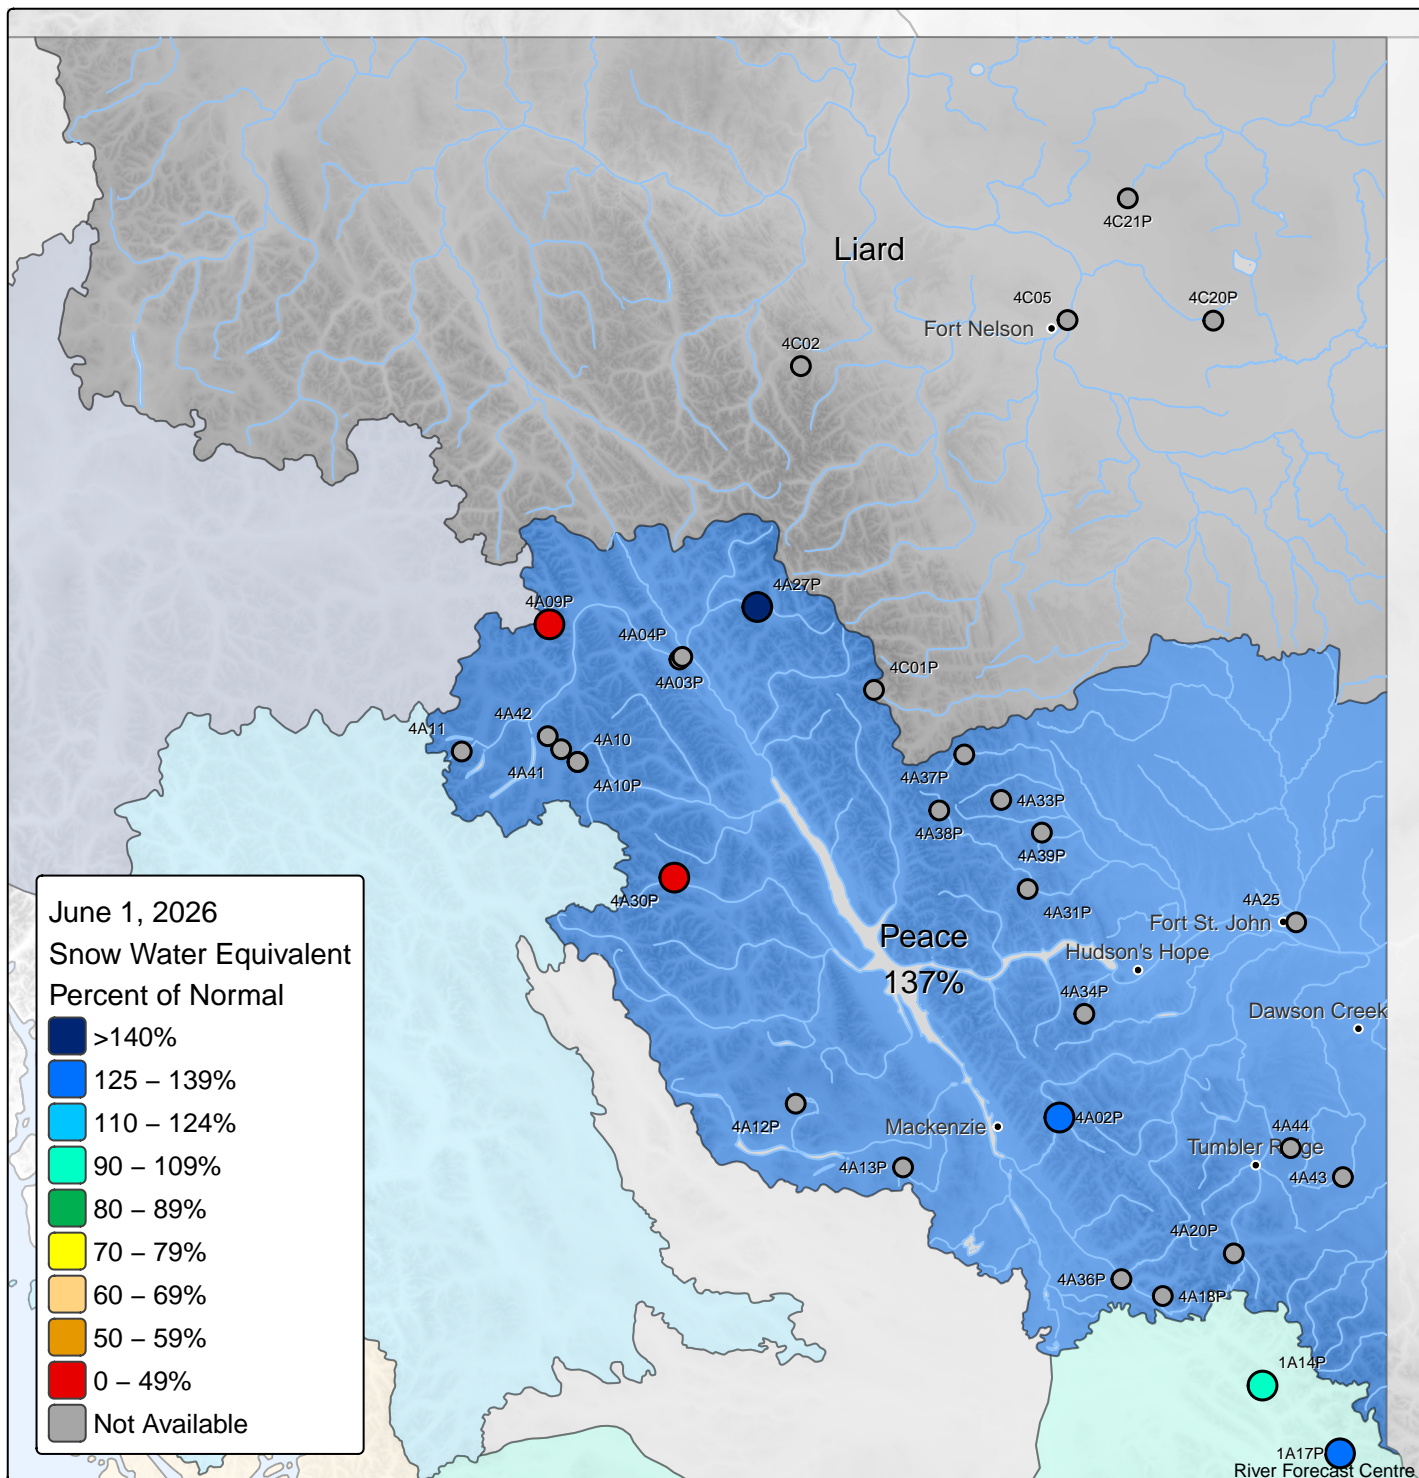 4C21P
Liard
4C05
4C20P
Fort Nelson
4C02
4A27P
4A09P
4A04P
4A03P
4C01P
4A42
4A11
4A10
4A41
4A10P
4A37P
4A33P
4A38P
4A39P
4A30P
4A31P
4A25
Fort St. John
Peace
137%
Hudson's Hope
4A34P
Dawson Creek
4A12P
Mackenzie
4A02P
4A44
Tumbler Ridge
4A13P
4A43
4A20P
4A36P
4A18P
1A14P
1A17P
River Forecast Centre
June 1, 2026
Snow Water Equivalent
Percent of Normal
>140%
125 – 139%
110 – 124%
90 – 109%
80 – 89%
70 – 79%
60 – 69%
50 – 59%
0 – 49%
Not Available